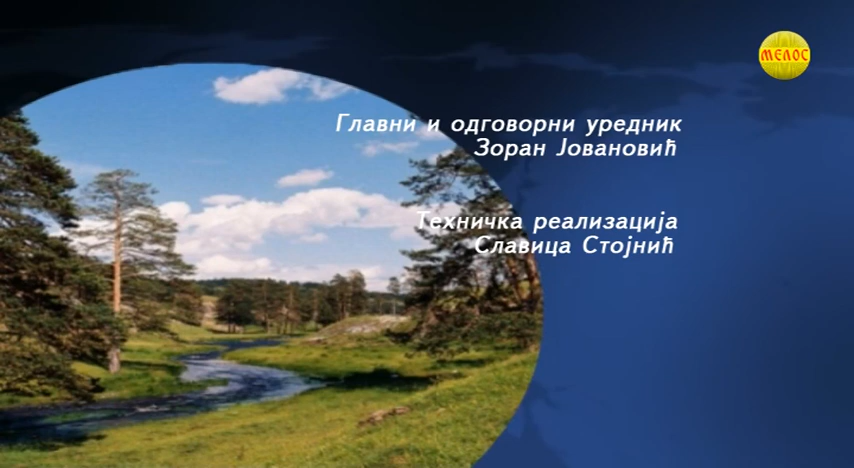 МЕЛОС
Главни и одговорни уредник
Зоран Јовановић
Техничка реализација
Славица Стојнић